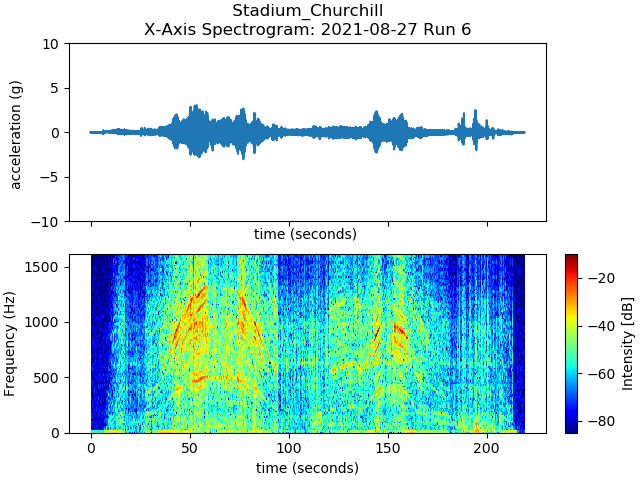 Stadium_Churchill
X-Axis Spectrogram: 2021-08-27 Run 6
acceleration (g)
10
5
0
−5
−10
time (seconds)
Frequency (Hz)
1500
1000
500
0
0
50
100
150
200
time (seconds)
−20
−40
−60
−80
Intensity [dB]